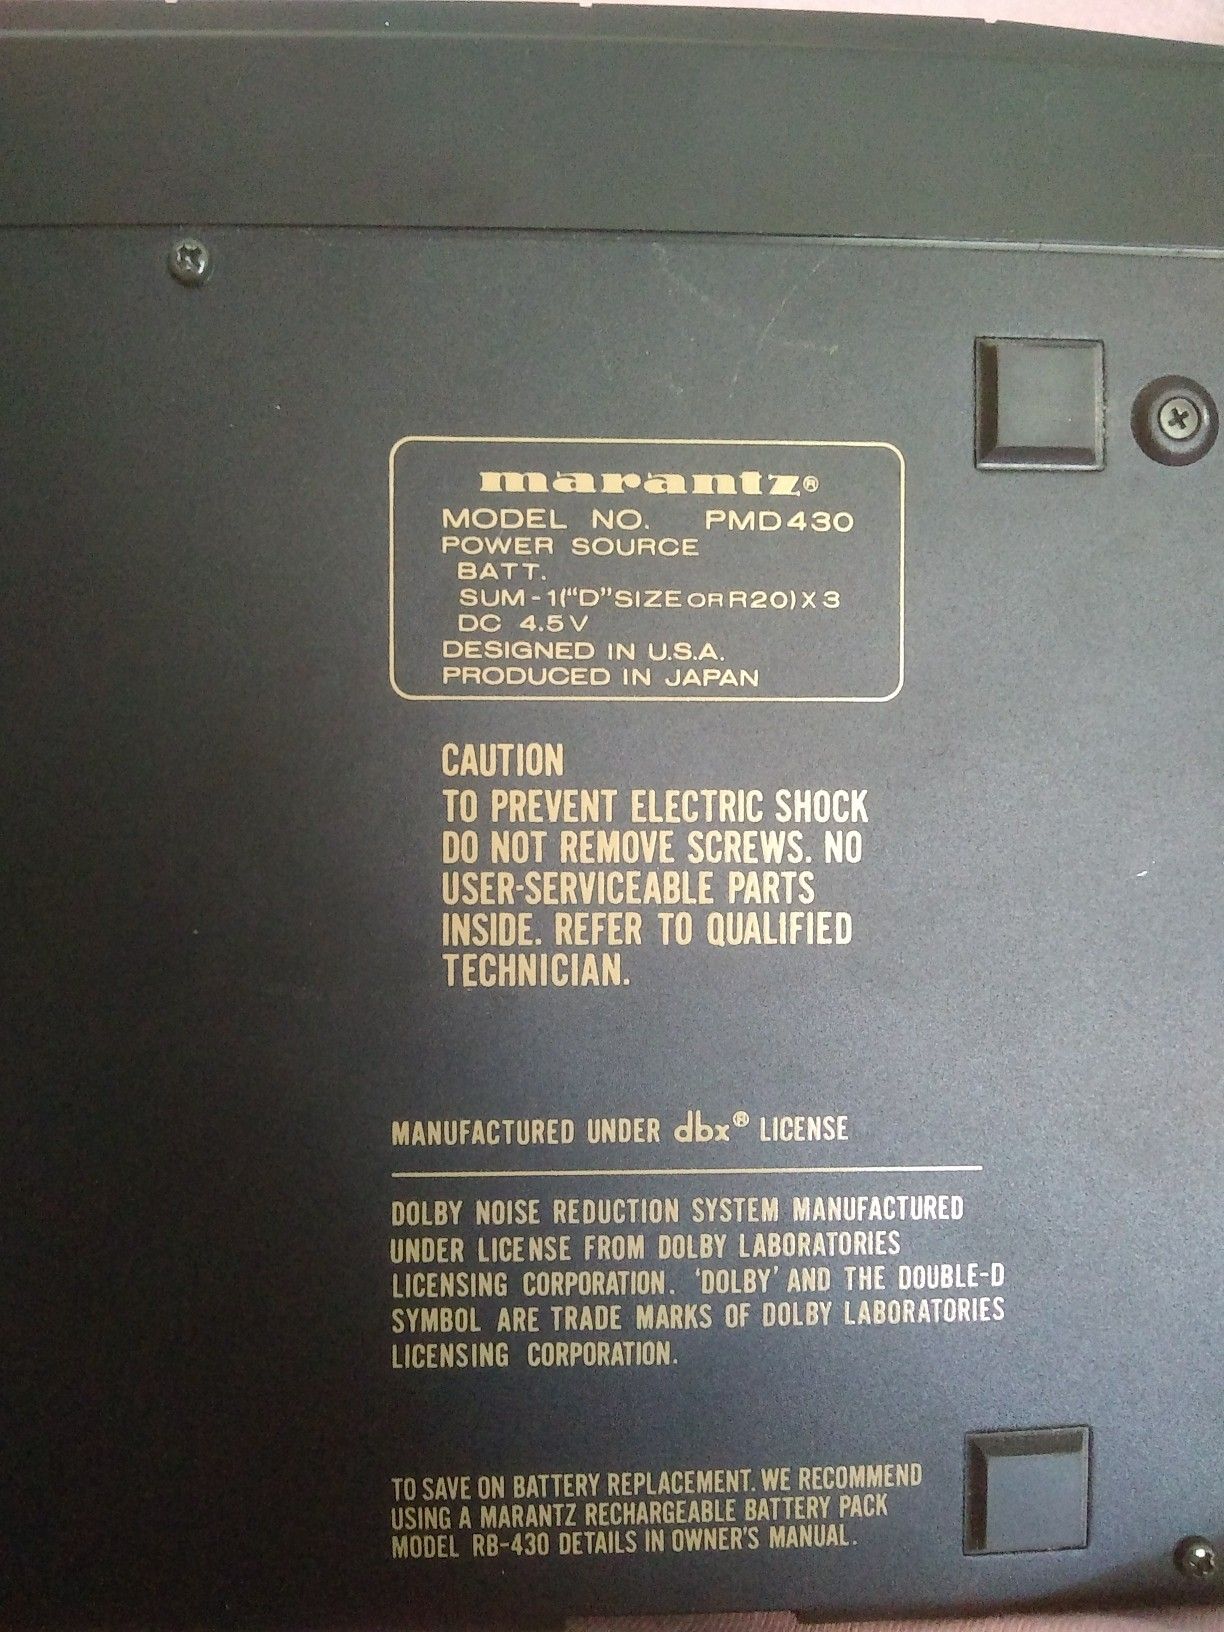 marantz®
MODEL NO. PMD430
POWER SOURCE
BATT.
SUM-1("D"SIZE OR R20)X3
DC 4.5V
DESIGNED IN U.S.A.
PRODUCED IN JAPAN
CAUTION
TO PREVENT ELECTRIC SHOCK
DO NOT REMOVE SCREWS. NO
USER-SERVICEABLE PARTS
INSIDE. REFER TO QUALIFIED
TECHNICIAN.
MANUFACTURED UNDER dbx® LICENSE
DOLBY NOISE REDUCTION SYSTEM MANUFACTURED
UNDER LICENSE FROM DOLBY LABORATORIES
LICENSING CORPORATION. 'DOLBY' AND THE DOUBLE-D
SYMBOL ARE TRADE MARKS OF DOLBY LABORATORIES
LICENSING CORPORATION.
TO SAVE ON BATTERY REPLACEMENT. WE RECOMMEND
USING A MARANTZ RECHARGEABLE BATTERY PACK
MODEL RB-430 DETAILS IN OWNER'S MANUAL.